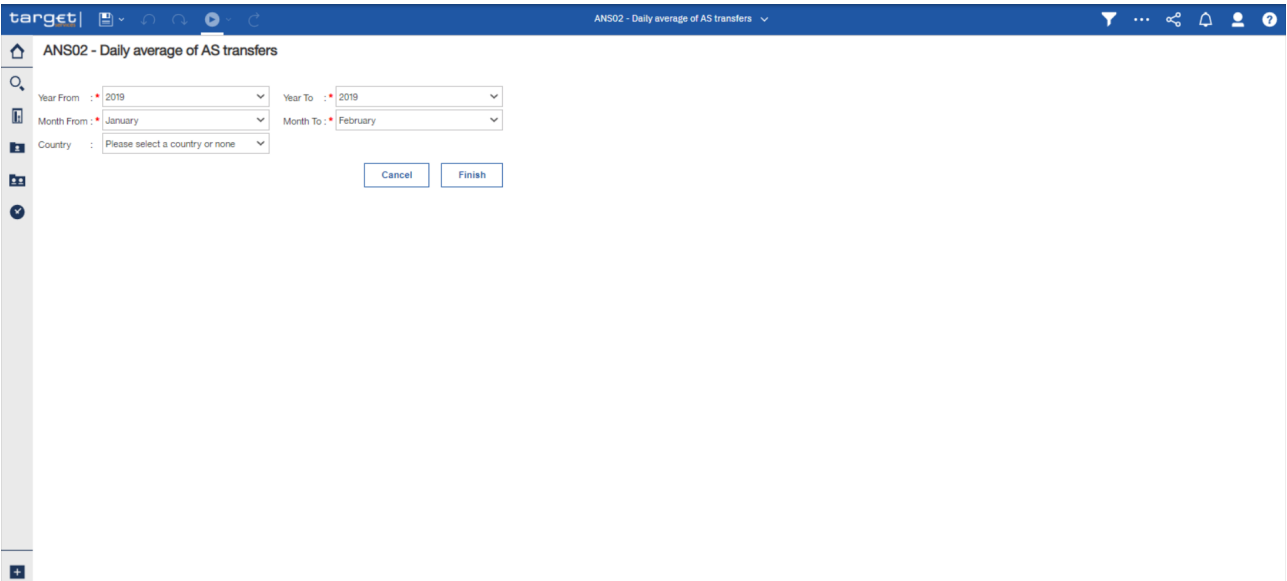 target|
SERVICES
ANS02 - Daily average of AS transfers
ANS02 - Daily average of AS transfers
Year From : * 2019 Year To : * 2019
Month From : * January Month To : * February
Country : Please select a country or none
Cancel Finish